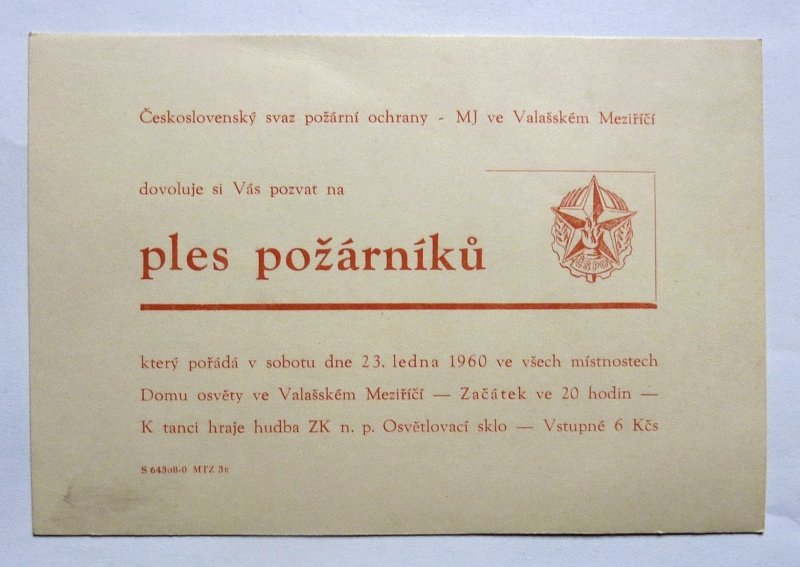 Československý svaz požární ochrany - MJ ve Valašském Meziříčí
dovoluje si Vás pozvat na
ples požárníků
ČSPO
který pořádá v sobotu dne 23. ledna 1960 ve všech místnostech
Domu osvěty ve Valašském Meziříčí — Začátek ve 20 hodin —
K tanci hraje hudba ZK n. p. Osvětlovací sklo — Vstupné 6 Kčs
S 64308-0 MTZ 36